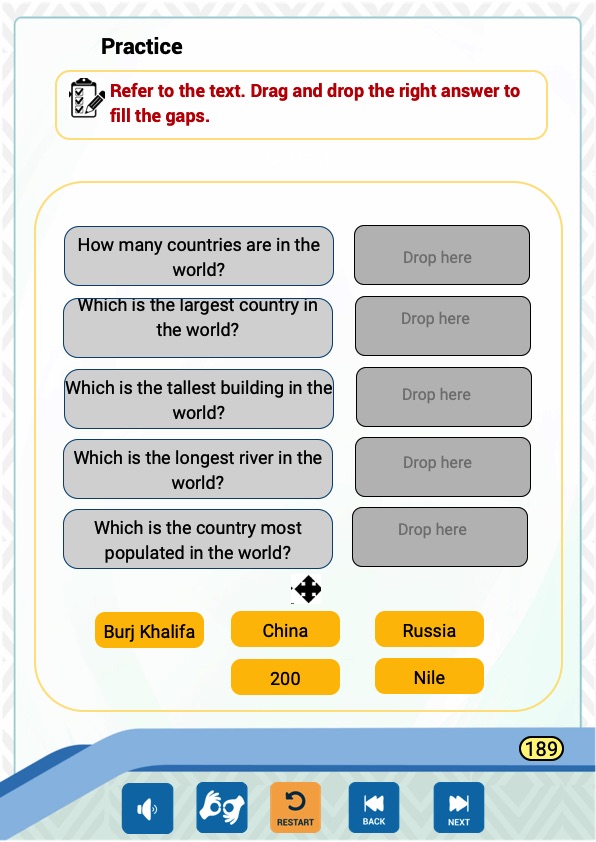 Practice
Refer to the text. Drag and drop the right answer to
fill the gaps.
How many countries are in the
world?
Drop here
Which is the largest country in
the world?
Drop here
Which is the tallest building in the
world?
Drop here
Which is the longest river in the
world?
Drop here
Which is the country most
populated in the world?
Drop here
Burj Khalifa
China
Russia
200
Nile
189
RESTART
BACK
NEXT